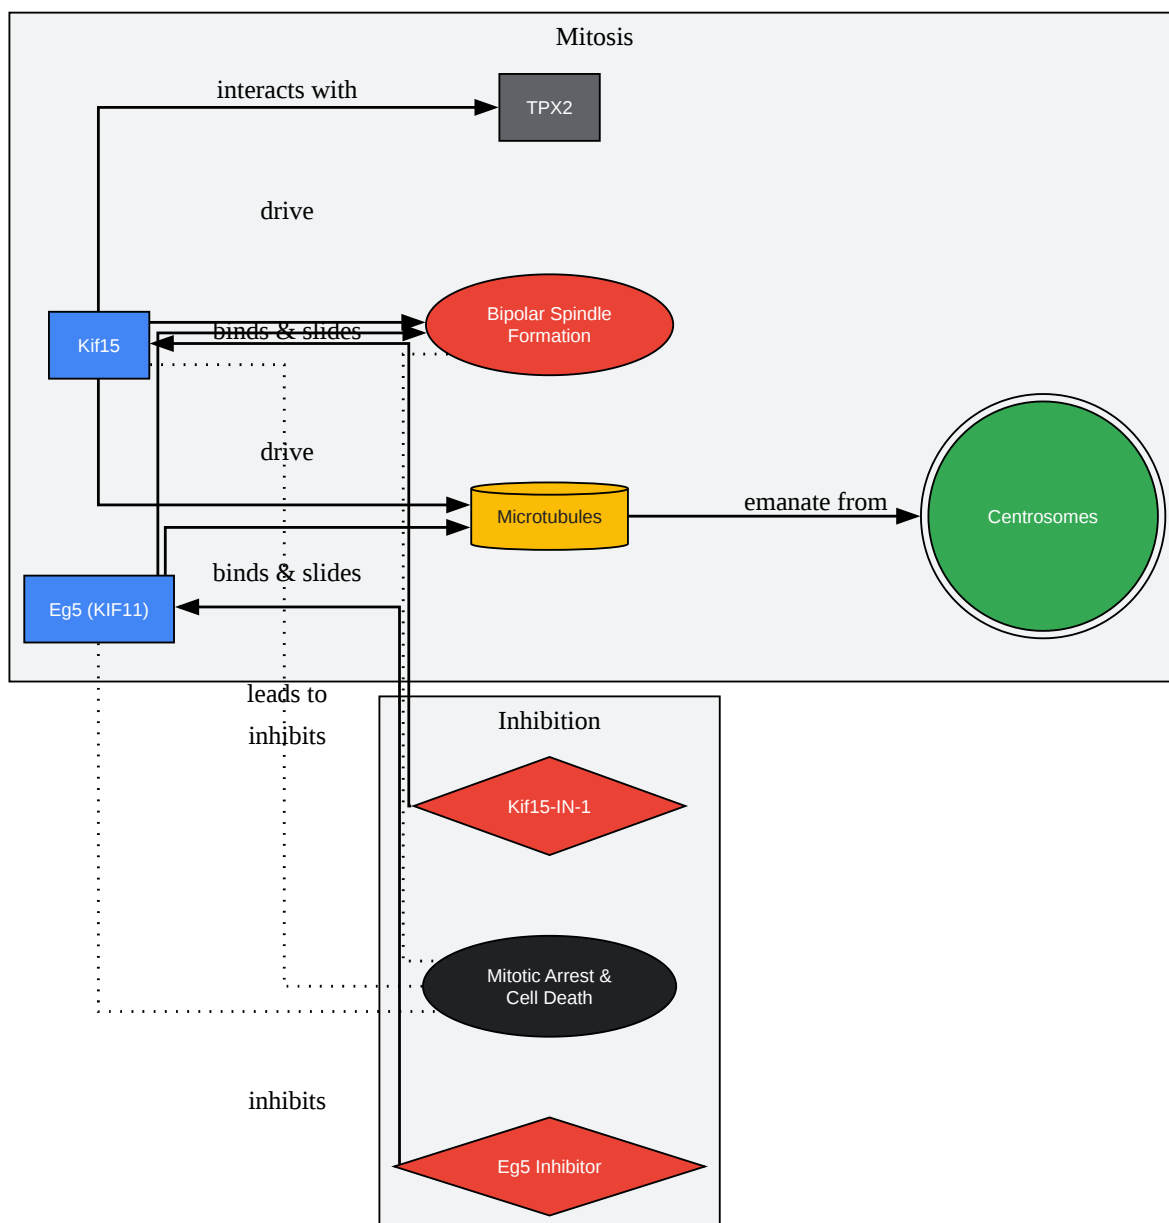 Mitosis
interacts with
TPX2
drive
Bipolar Spindle
Formation
binds & slides
Kif15
drive
emanate from
Microtubules
Centrosomes
binds & slides
Eg5 (KIF11)
leads to
Inhibition
inhibits
Kif15-IN-1
Mitotic Arrest &
Cell Death
inhibits
Eg5 Inhibitor